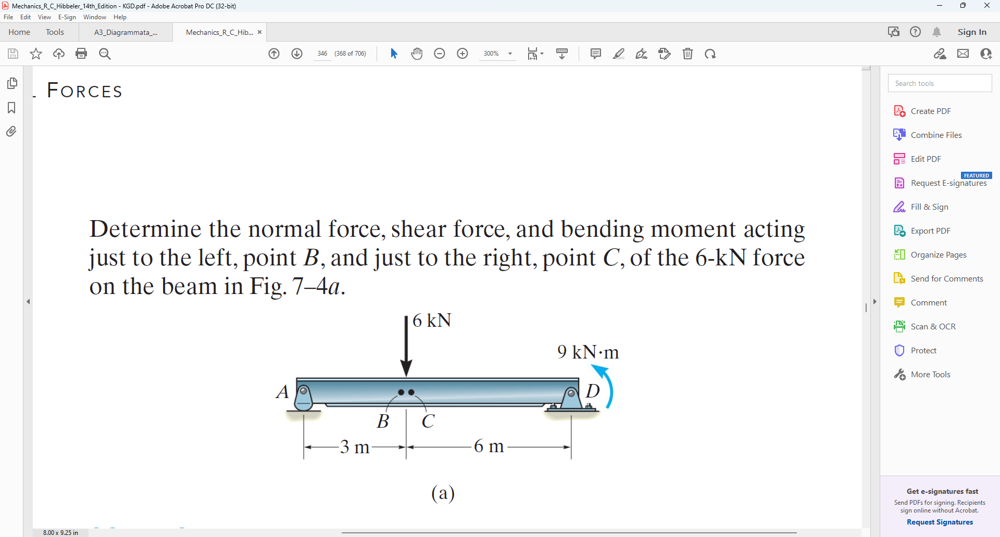 Mechanics_R_C_Hibbeler_14th_Edition - KGD.pdf - Adobe Acrobat Pro DC (32-bit)
File Edit View E-Sign Window Help
Home Tools A3_Diagrammata_... Mechanics_R_C_Hib... × Sign In
346 (368 of 706) 300%
FORCES
Search tools
Create PDF
Combine Files
Edit PDF
FEATURED
Request E-signatures
Fill & Sign
Export PDF
Organize Pages
Send for Comments
Comment
Scan & OCR
Protect
More Tools
Determine the normal force, shear force, and bending moment acting
just to the left, point B, and just to the right, point C, of the 6-kN force
on the beam in Fig. 7–4a.
6 kN
9 kN·m
A
D
B C
3 m 6 m
(a)
Get e-signatures fast
Send PDFs for signing. Recipients
sign online without Acrobat.
Request Signatures
8.00 x 9.25 in